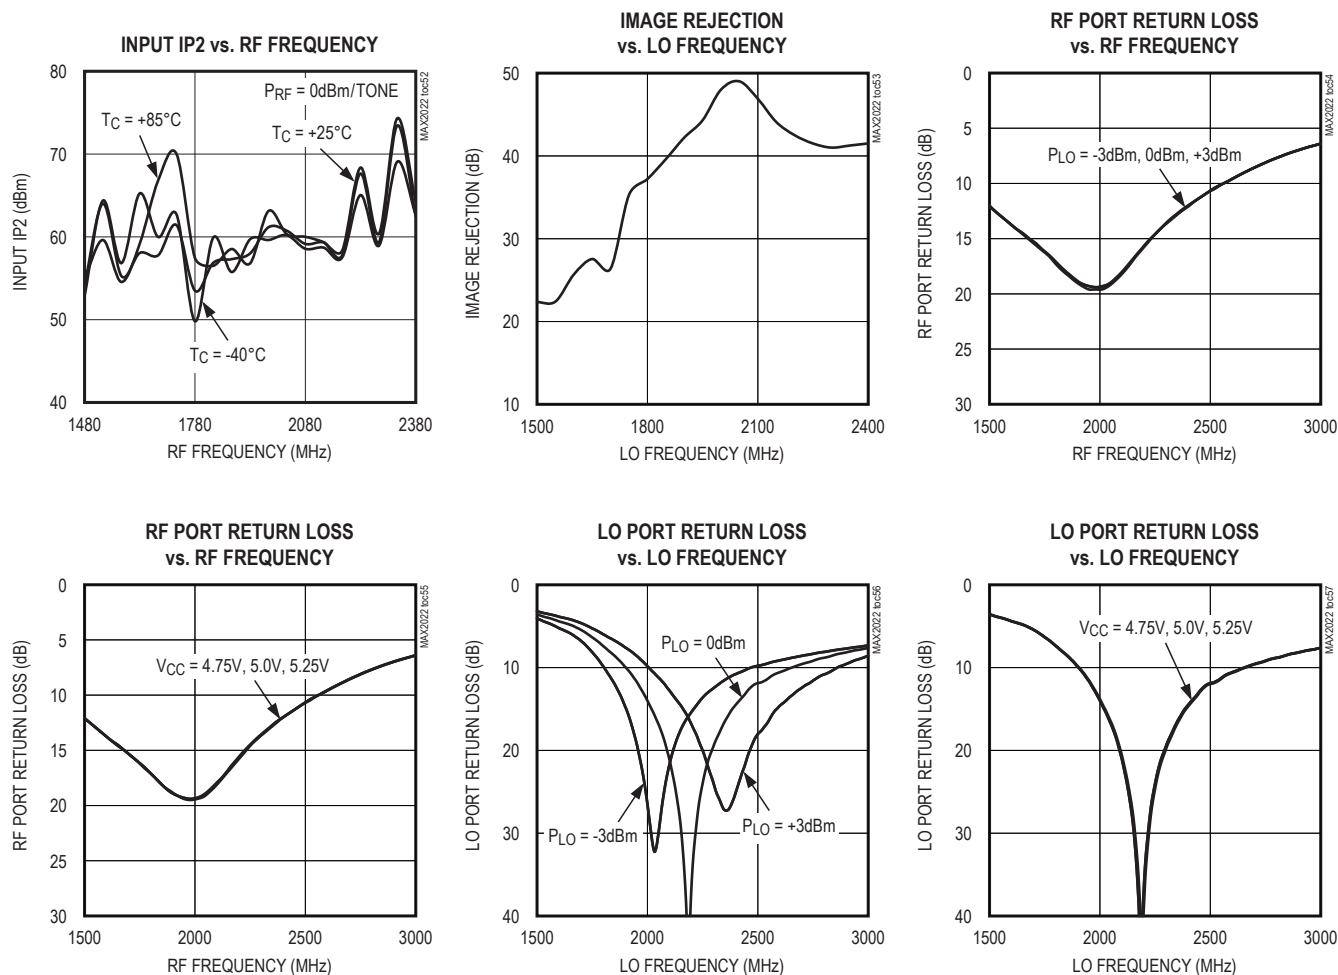 INPUT IP2 vs. RF FREQUENCY
80
70
60
50
40
INPUT IP2 (dBm)
PRF = 0dBm/TONE
TC = +85°C
TC = +25°C
TC = -40°C
MAX2022 toc52
1480
1780
2080
2380
RF FREQUENCY (MHz)
IMAGE REJECTION
vs. LO FREQUENCY
50
40
30
20
10
IMAGE REJECTION (dB)
MAX2022 toc53
1500
1800
2100
2400
LO FREQUENCY (MHz)
RF PORT RETURN LOSS
vs. RF FREQUENCY
0
5
10
15
20
25
30
RF PORT RETURN LOSS (dB)
PLO = -3dBm, 0dBm, +3dBm
MAX2022 toc54
1500
2000
2500
3000
RF FREQUENCY (MHz)
RF PORT RETURN LOSS
vs. RF FREQUENCY
0
5
10
15
20
25
30
RF PORT RETURN LOSS (dB)
VCC = 4.75V, 5.0V, 5.25V
MAX2022 toc55
1500
2000
2500
3000
RF FREQUENCY (MHz)
LO PORT RETURN LOSS
vs. LO FREQUENCY
0
10
20
30
40
LO PORT RETURN LOSS (dB)
PLO = 0dBm
PLO = -3dBm
PLO = +3dBm
MAX2022 toc56
1500
2000
2500
3000
LO FREQUENCY (MHz)
LO PORT RETURN LOSS
vs. LO FREQUENCY
0
10
20
30
40
LO PORT RETURN LOSS (dB)
VCC = 4.75V, 5.0V, 5.25V
MAX2022 toc57
1500
2000
2500
3000
LO FREQUENCY (MHz)